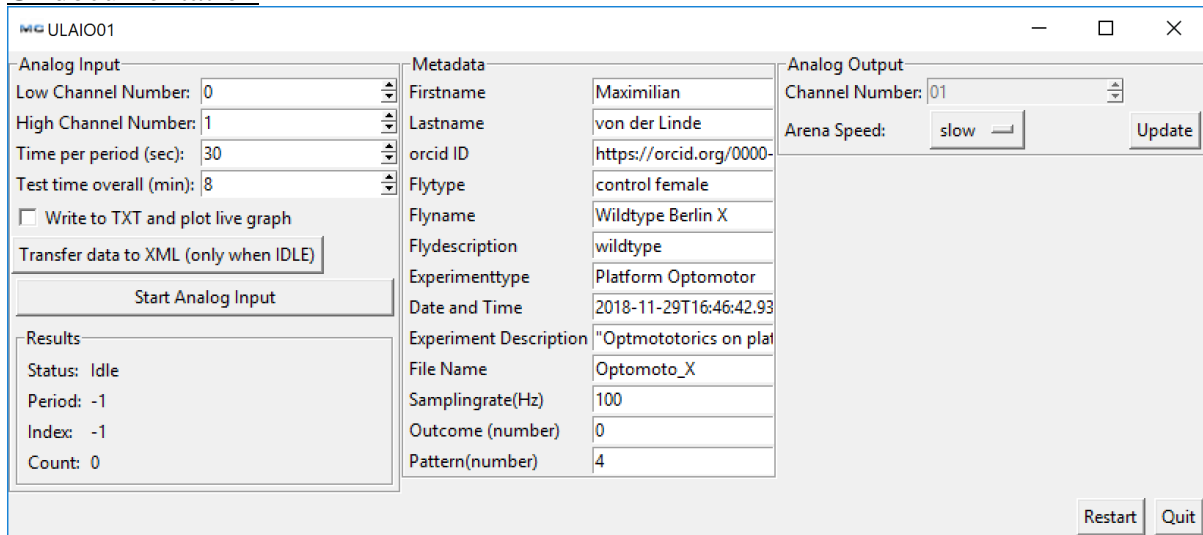 MC ULAIO01
Analog Input
Low Channel Number: 0
High Channel Number: 1
Time per period (sec): 30
Test time overall (min): 8
Write to TXT and plot live graph
Transfer data to XML (only when IDLE)
Start Analog Input
Results
Status: Idle
Period: -1
Index: -1
Count: 0
Metadata
Firstname Maximilian
Lastname von der Linde
orcid ID https://orcid.org/0000-
Flytype control female
Flyname Wildtype Berlin X
Flydescription wildtype
Experimenttype Platform Optomotor
Date and Time 2018-11-29T16:46:42.93
Experiment Description "Optmototorics on plat
File Name Optomoto_X
Samplingrate(Hz) 100
Outcome (number) 0
Pattern(number) 4
Analog Output
Channel Number: 01
Arena Speed: slow Update
Restart Quit